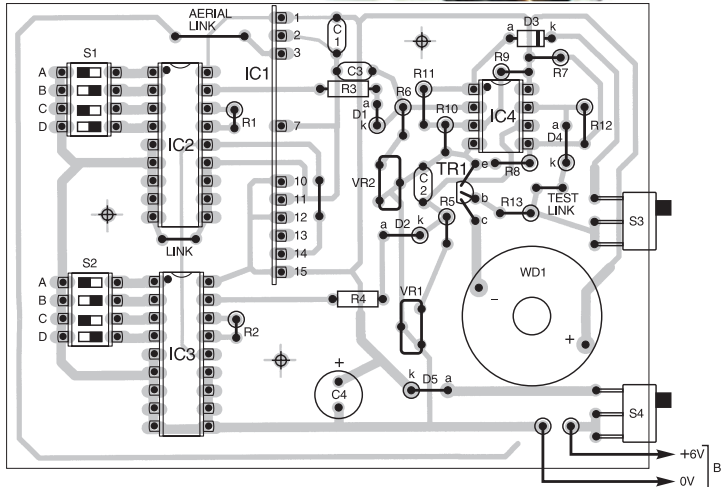 AERIAL
LINK
S1
A
B
C
D
IC2
R1
LINK
S2
A
B
C
D
IC3
R2
IC1
1
2
3
7
10
11
12
13
14
15
C
1
C3
R3
a
D1
k
R6
R11
R10
VR2
C
2
TR1
e
b
c
R5
a
D2
k
R4
VR1
+
C4
k
D5
a
D3
a
k
R9
R7
IC4
a
D4
k
R12
R8
R13
TEST
LINK
S3
WD1
−
+
S4
+6V
B
0V